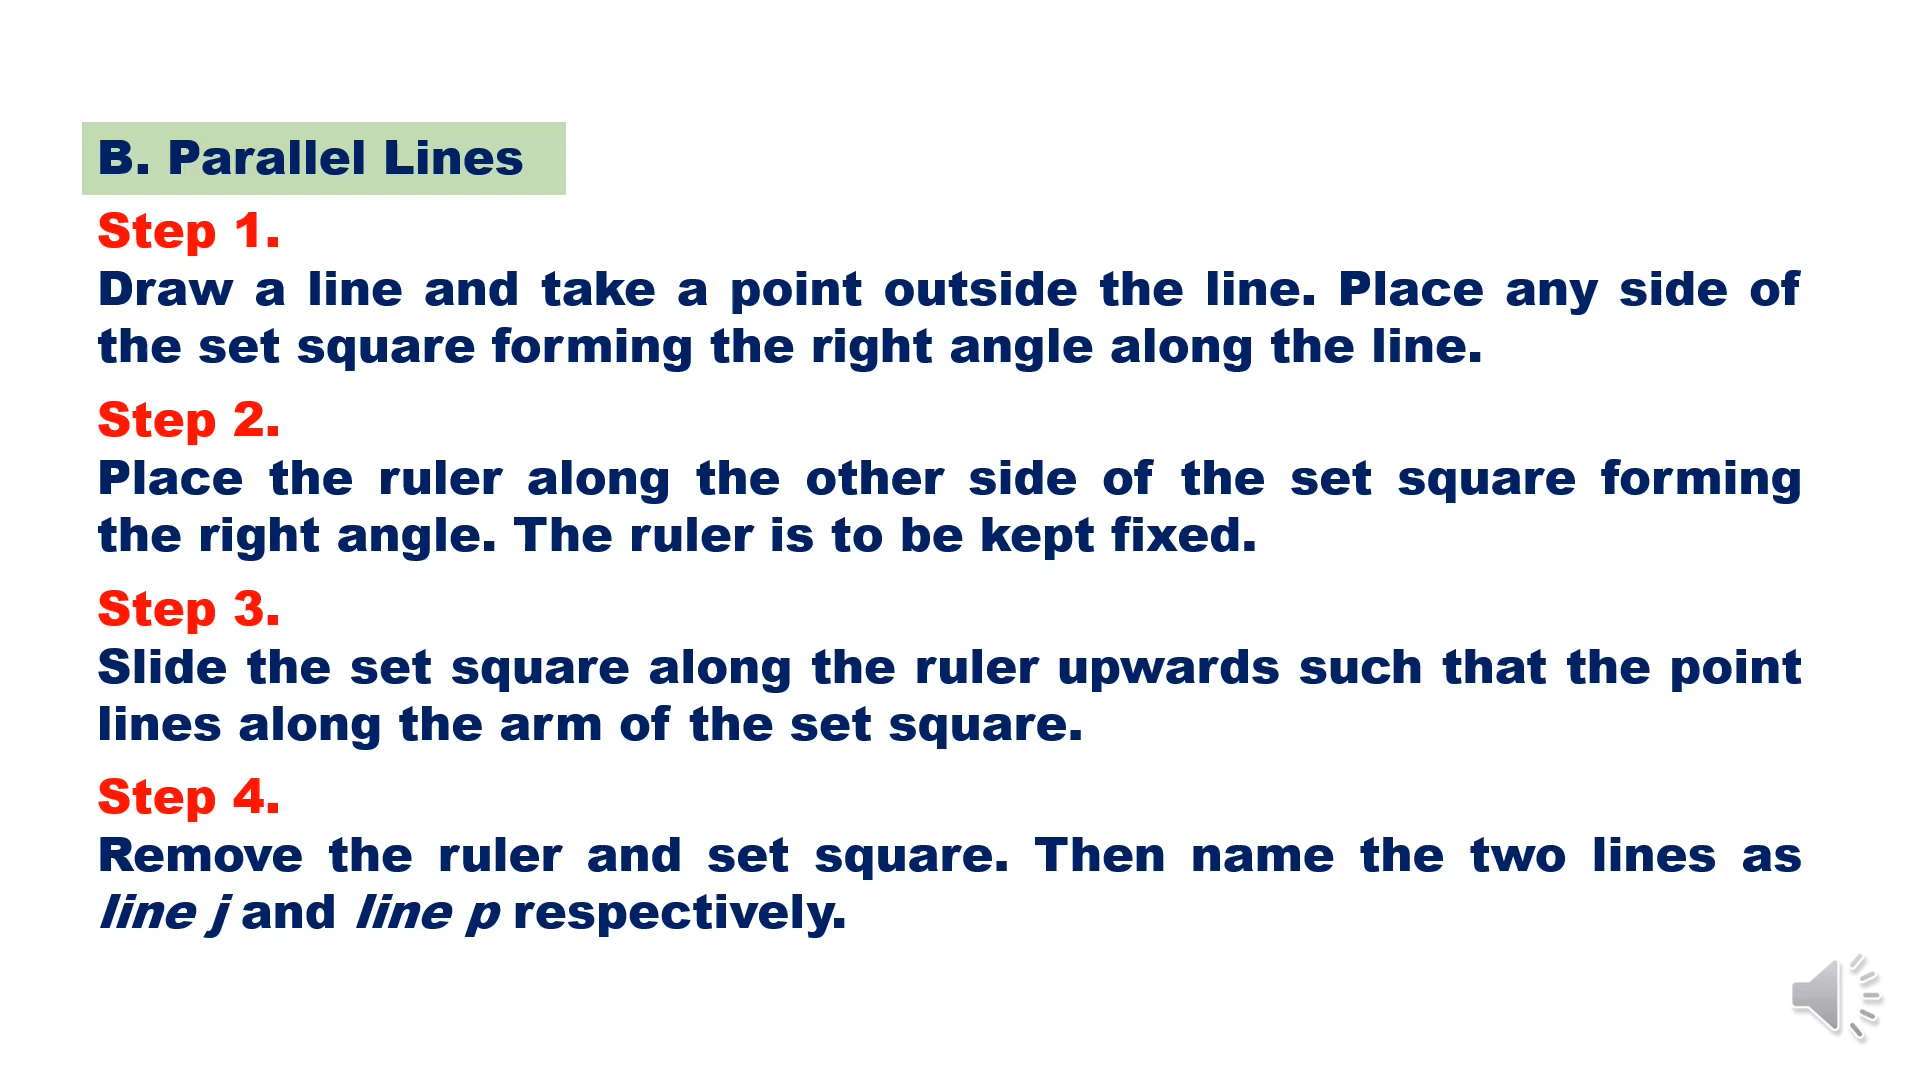 B. Parallel Lines
Step 1.
Draw a line and take a point outside the line. Place any side of
the set square forming the right angle along the line.
Step 2.
Place the ruler along the other side of the set square forming
the right angle. The ruler is to be kept fixed.
Step 3.
Slide the set square along the ruler upwards such that the point
lines along the arm of the set square.
Step 4.
Remove the ruler and set square. Then name the two lines as
line j and line p respectively.